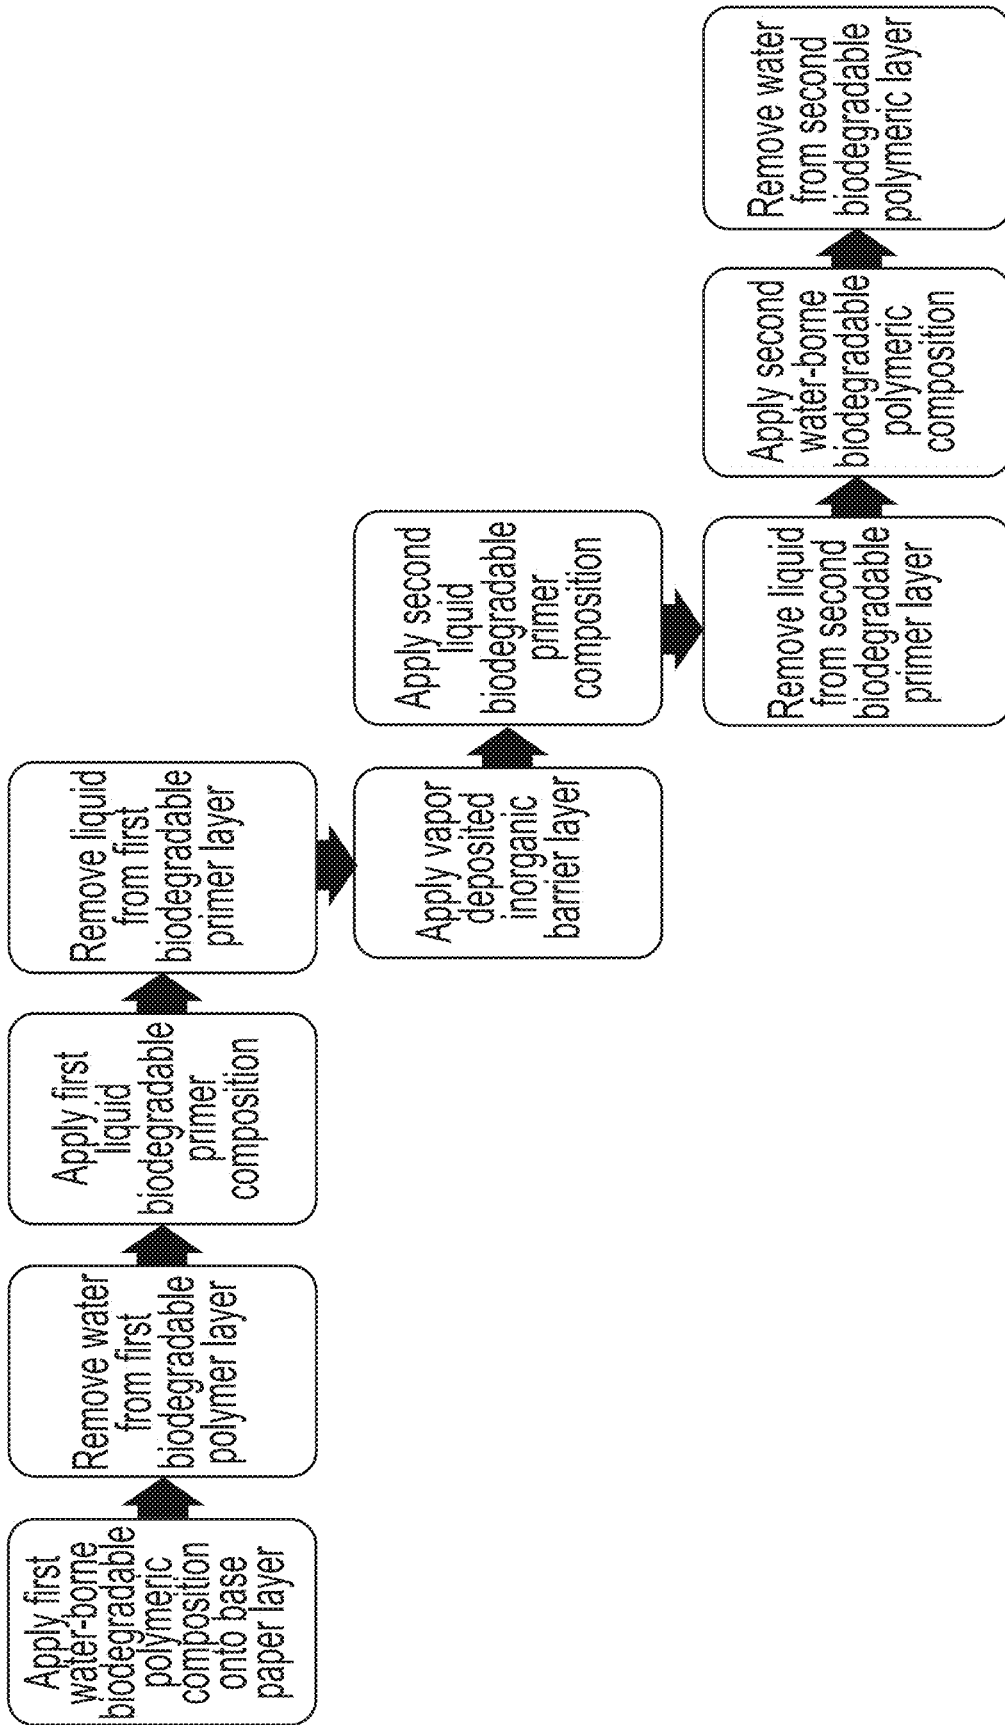 Apply first
water-borne
biodegradable
polymeric
composition
onto base
paper layer
Remove water
from first
biodegradable
polymer layer
Apply first
liquid
biodegradable
primer
composition
Remove liquid
from first
biodegradable
primer layer
Apply vapor
deposited
inorganic
barrier layer
Apply second
liquid
biodegradable
primer
composition
Remove liquid
from second
biodegradable
primer layer
Apply second
water-borne
biodegradable
polymeric
composition
Remove water
from second
biodegradable
polymeric layer